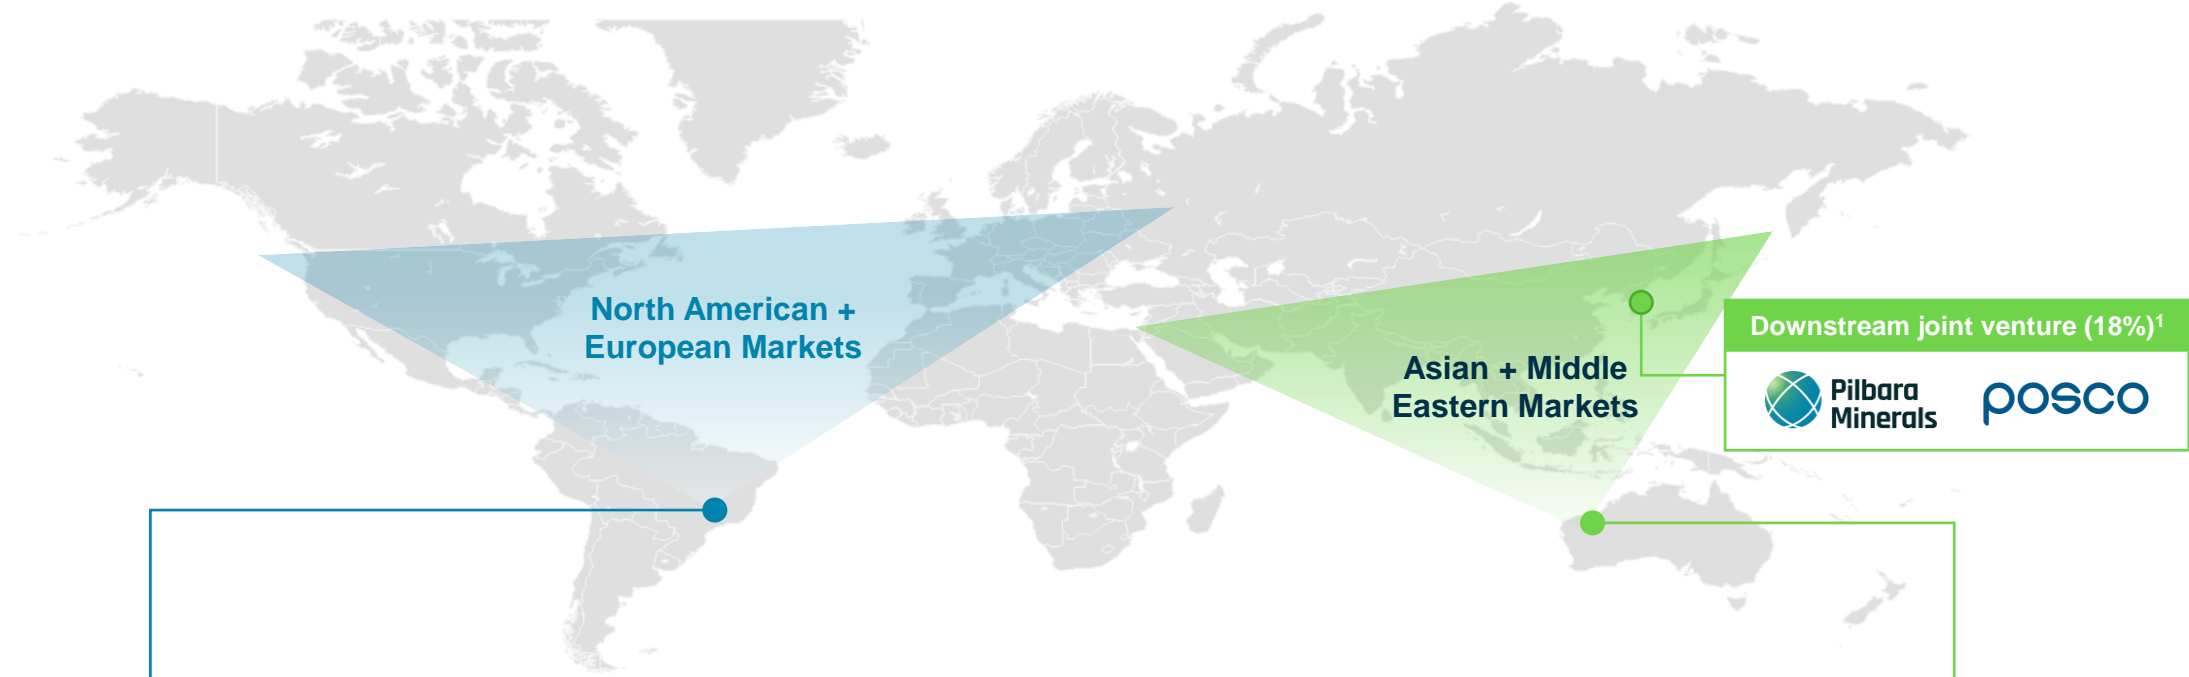 North American +
European Markets
Asian + Middle
Eastern Markets
Downstream joint venture (18%)¹
Pilbara
Minerals
posco